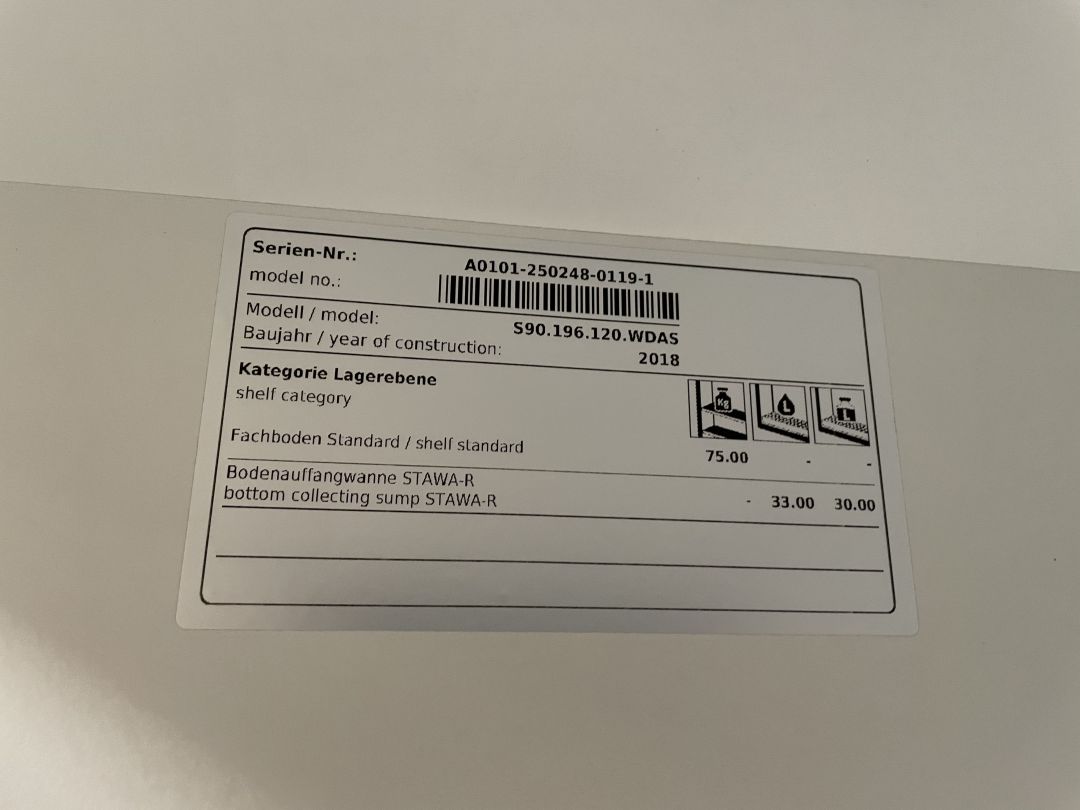 Serien-Nr.: A0101-250248-0119-1
model no.:
Modell / model: S90.196.120.WDAS
Baujahr / year of construction: 2018
Kategorie Lagerebene
shelf category
Kg L L
Fachboden Standard / shelf standard 75.00 - -
Bodenauffangwanne STAWA-R
bottom collecting sump STAWA-R - 33.00 30.00